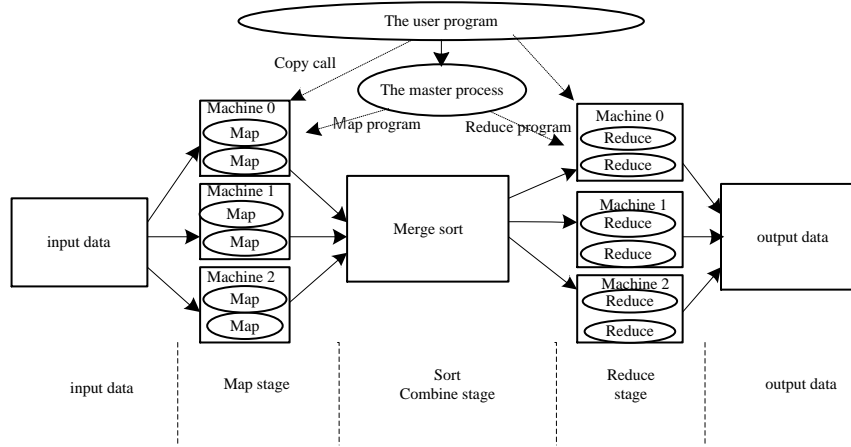 The user program
Copy call
The master process
Machine 0
Map
Map
Map program
Reduce program
Machine 0
Reduce
Reduce
Machine 1
Map
Map
Machine 1
Reduce
Reduce
input data
Merge sort
output data
Machine 2
Map
Map
Machine 2
Reduce
Reduce
input data
Map stage
Sort
Combine stage
Reduce
stage
output data